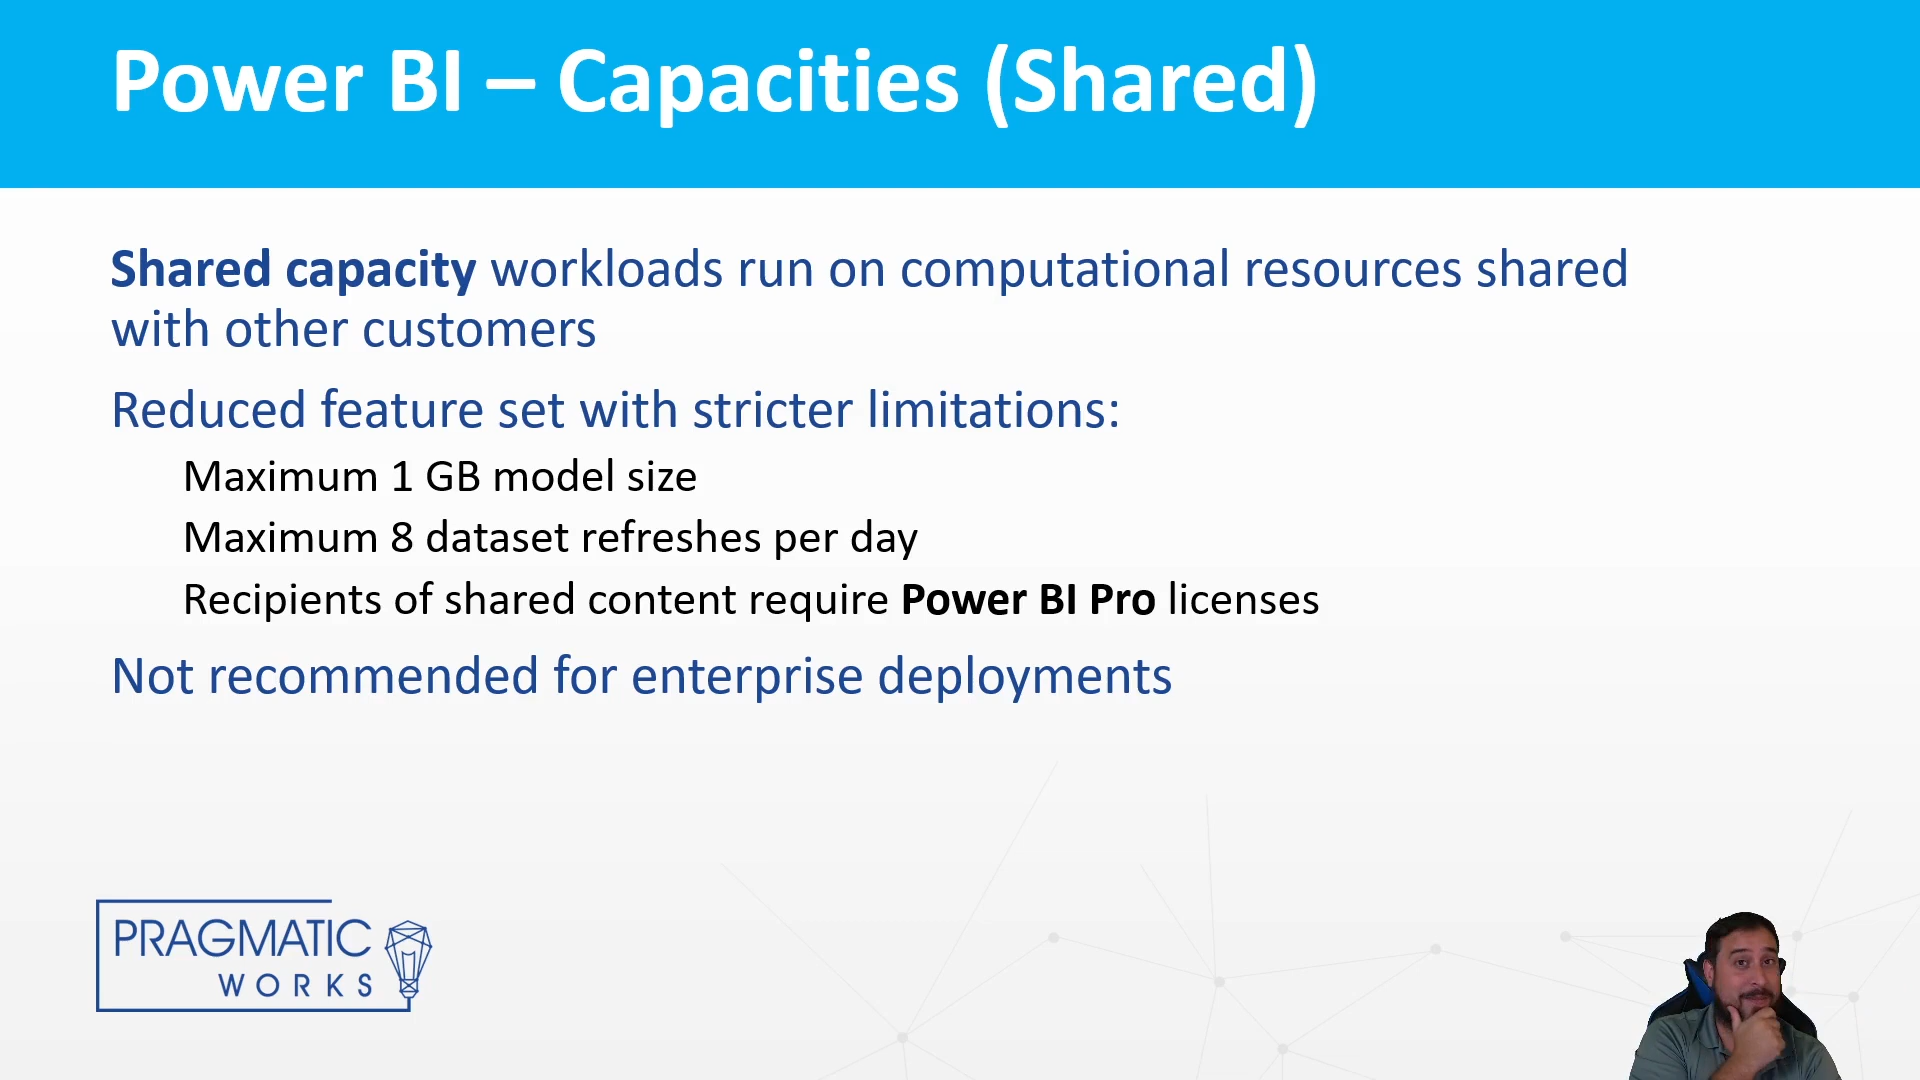 Power BI – Capacities (Shared)
Shared capacity workloads run on computational resources shared
with other customers
Reduced feature set with stricter limitations:
Maximum 1 GB model size
Maximum 8 dataset refreshes per day
Recipients of shared content require Power BI Pro licenses
Not recommended for enterprise deployments
PRAGMATIC
WORKS